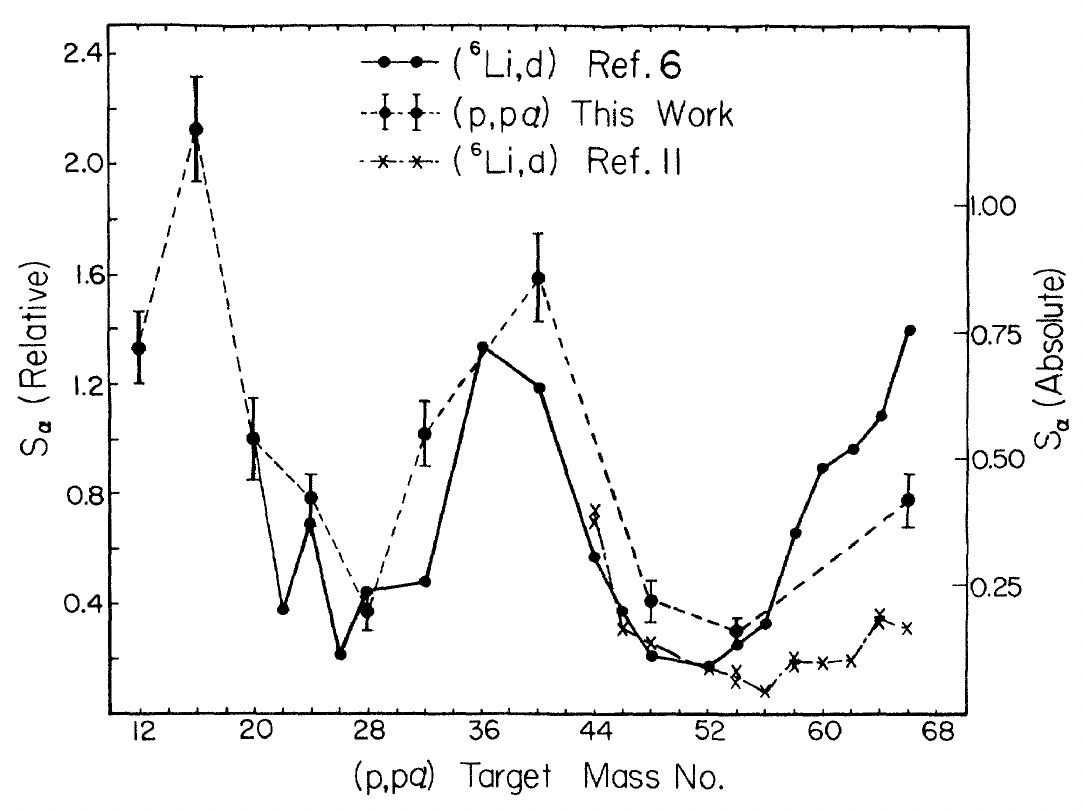 (⁶Li,d) Ref. 6
(p,pα) This Work
(⁶Li,d) Ref. 11
2.4
2.0
1.6
1.2
0.8
0.4
Sα (Relative)
1.00
0.75
0.50
0.25
Sα (Absolute)
12 20 28 36 44 52 60 68
(p,pα) Target Mass No.